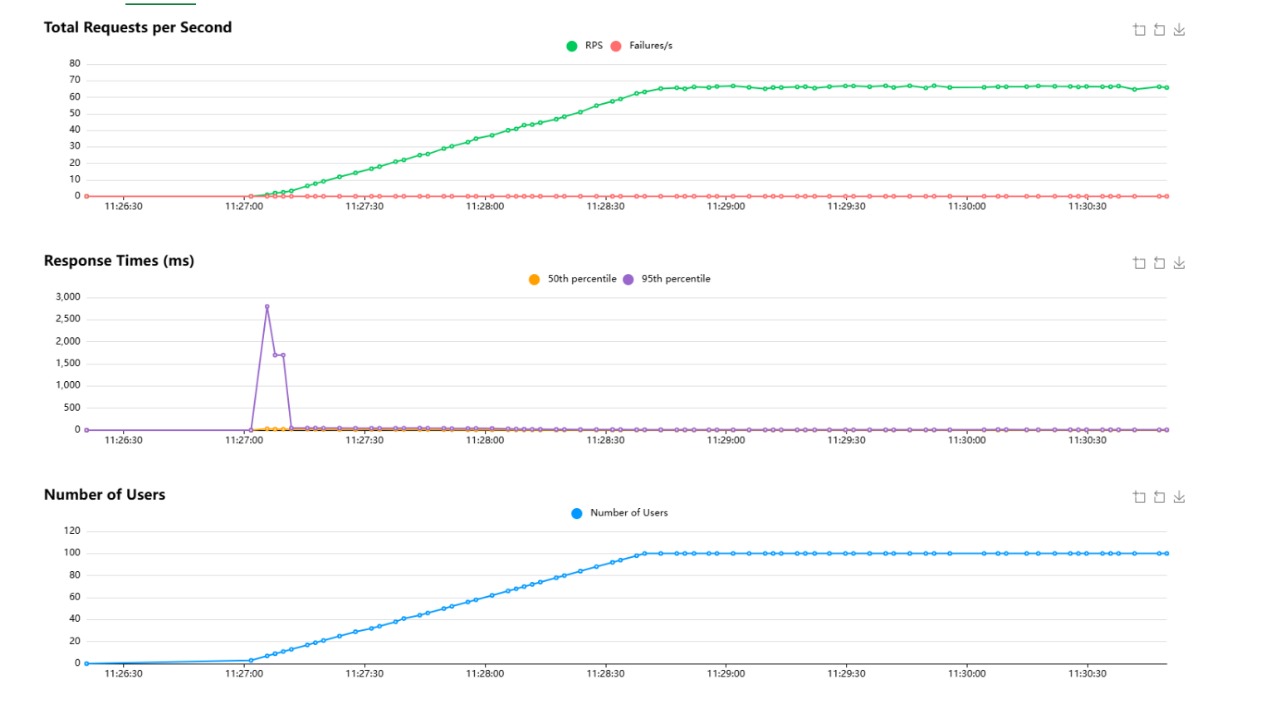 Total Requests per Second
RPS Failures/s
80
70
60
50
40
30
20
10
0
11:26:30 11:27:00 11:27:30 11:28:00 11:28:30 11:29:00 11:29:30 11:30:00 11:30:30
Response Times (ms)
50th percentile 95th percentile
3,000
2,500
2,000
1,500
1,000
500
0
11:26:30 11:27:00 11:27:30 11:28:00 11:28:30 11:29:00 11:29:30 11:30:00 11:30:30
Number of Users
Number of Users
120
100
80
60
40
20
0
11:26:30 11:27:00 11:27:30 11:28:00 11:28:30 11:29:00 11:29:30 11:30:00 11:30:30